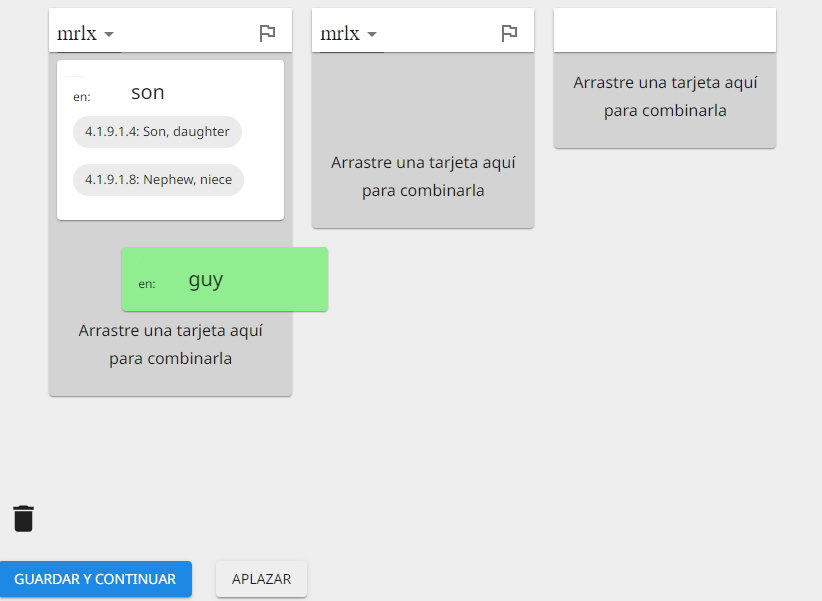 mrlx
en: son
4.1.9.1.4: Son, daughter
4.1.9.1.8: Nephew, niece
en: guy
Arrastre una tarjeta aquí
para combinarla
mrlx
Arrastre una tarjeta aquí
para combinarla
Arrastre una tarjeta aquí
para combinarla
GUARDAR Y CONTINUAR
APLAZAR